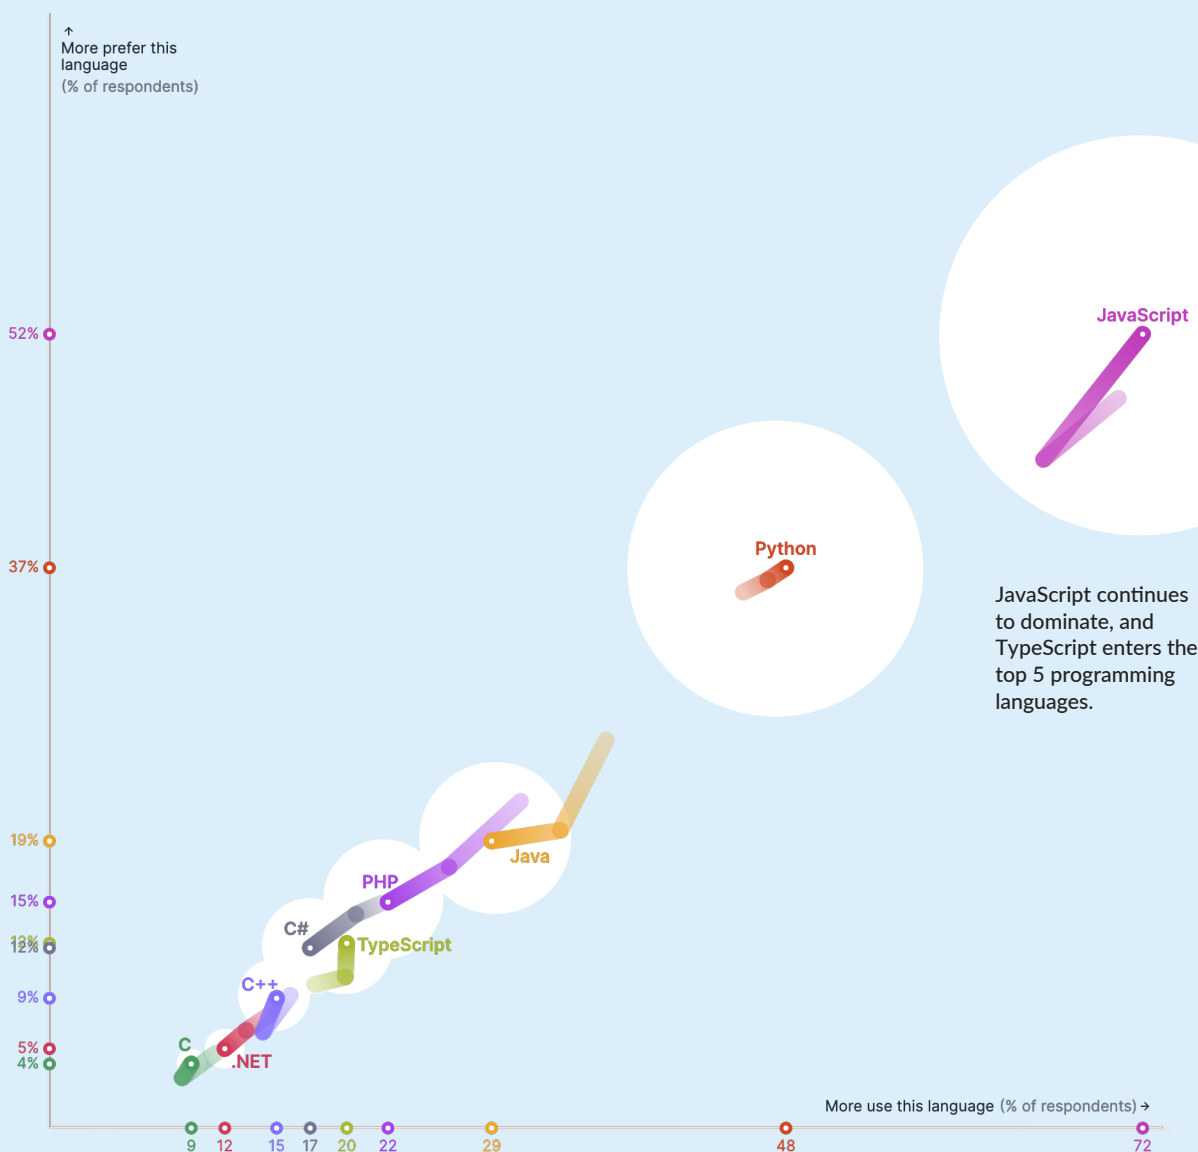 ↑
More prefer this
language
(% of respondents)
JavaScript
52%
Python
37%
JavaScript continues
to dominate, and
TypeScript enters the
top 5 programming
languages.
19%
Java
PHP
15%
C#
TypeScript
12%
C++
9%
C
5%
.NET
4%
More use this language (% of respondents) →
9 12 15 17 20 22 29 48 72